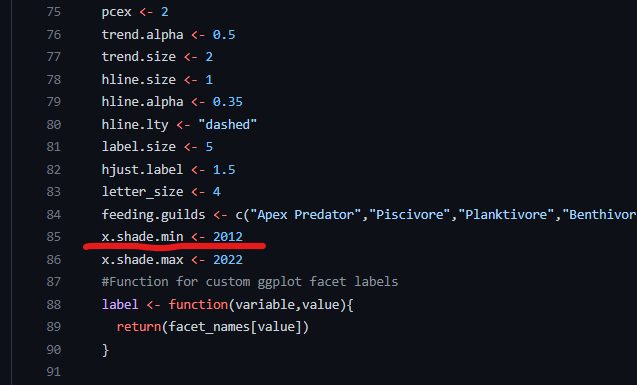 75 pcex <- 2
76 trend.alpha <- 0.5
77 trend.size <- 2
78 hline.size <- 1
79 hline.alpha <- 0.35
80 hline.lty <- "dashed"
81 label.size <- 5
82 hjust.label <- 1.5
83 letter_size <- 4
84 feeding.guilds <- c("Apex Predator","Piscivore","Planktivore","Benthivor
85 x.shade.min <- 2012
86 x.shade.max <- 2022
87 #Function for custom ggplot facet labels
88 label <- function(variable,value){
89 return(facet_names[value])
90 }
91